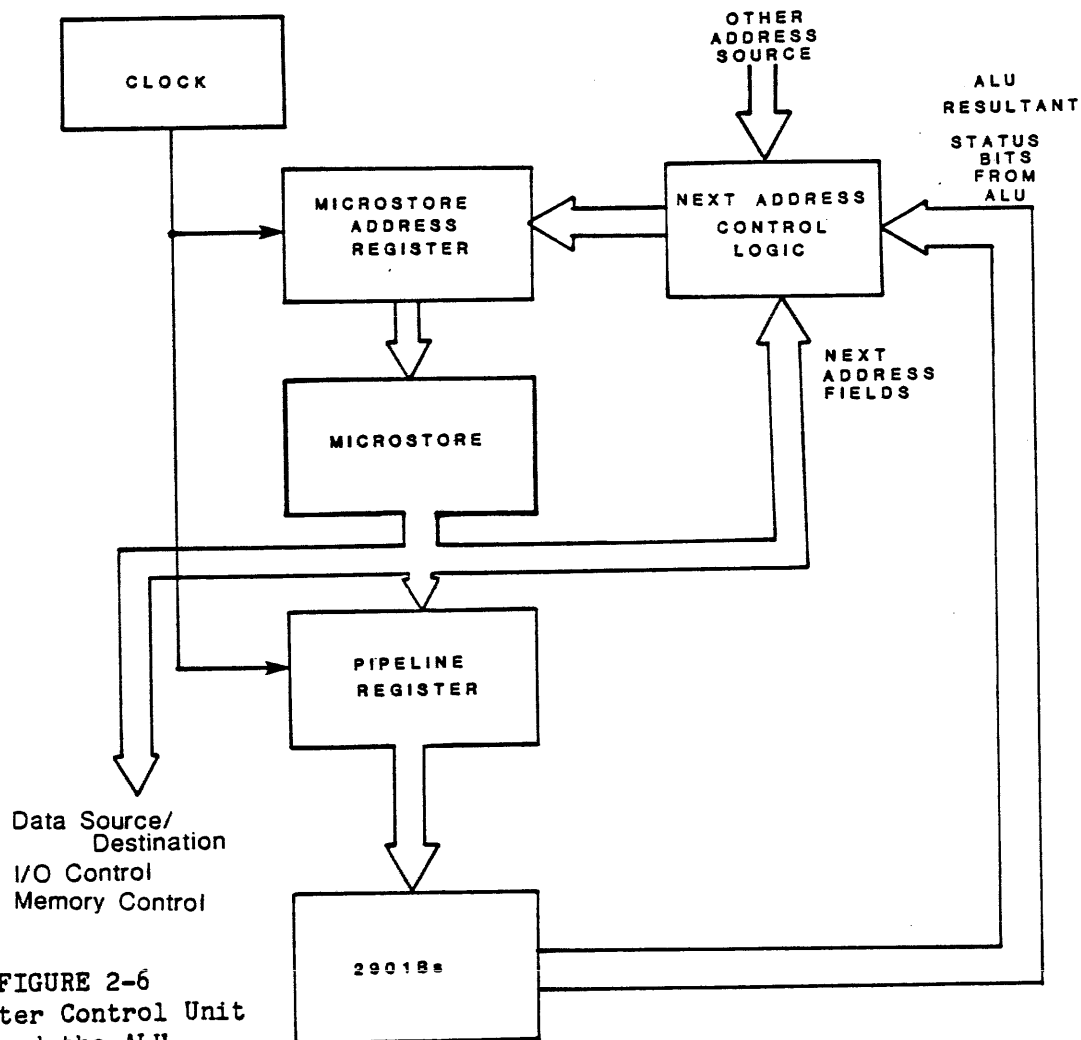 CLOCK
OTHER
ADDRESS
SOURCE
ALU
RESULTANT
STATUS
BITS
FROM
ALU
MICROSTORE
ADDRESS
REGISTER
NEXT ADDRESS
CONTROL
LOGIC
NEXT
ADDRESS
FIELDS
MICROSTORE
PIPELINE
REGISTER
Data Source/
Destination
I/O Control
Memory Control
2901Bs
FIGURE 2-6
ter Control Unit
the ALU